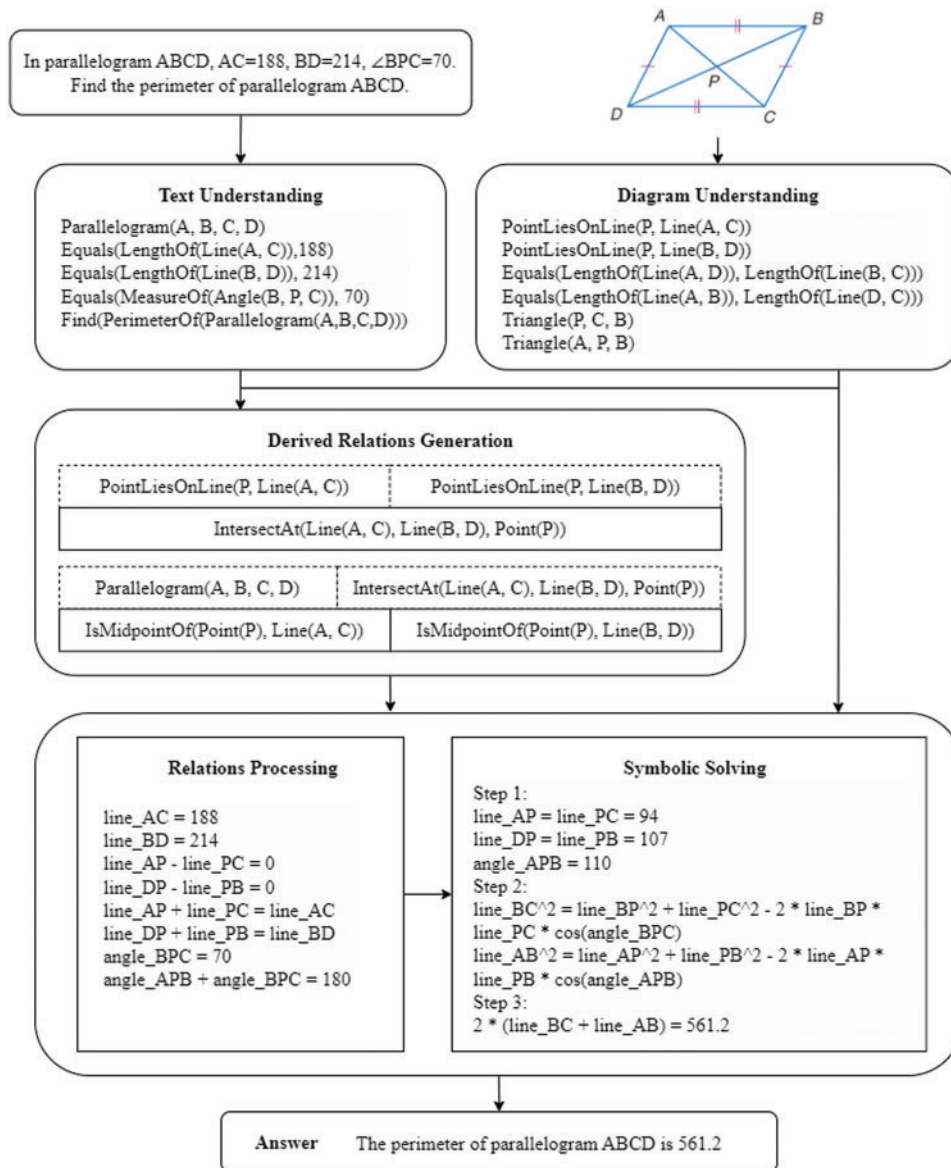 In parallelogram ABCD, AC=188, BD=214, ∠BPC=70.
Find the perimeter of parallelogram ABCD.
A
B
P
D
C
Text Understanding
Parallelogram(A, B, C, D)
Equals(LengthOf(Line(A, C)),188)
Equals(LengthOf(Line(B, D)), 214)
Equals(MeasureOf(Angle(B, P, C)), 70)
Find(PerimeterOf(Parallelogram(A,B,C,D)))
Diagram Understanding
PointLiesOnLine(P, Line(A, C))
PointLiesOnLine(P, Line(B, D))
Equals(LengthOf(Line(A, D)), LengthOf(Line(B, C)))
Equals(LengthOf(Line(A, B)), LengthOf(Line(D, C)))
Triangle(P, C, B)
Triangle(A, P, B)
Derived Relations Generation
PointLiesOnLine(P, Line(A, C))
PointLiesOnLine(P, Line(B, D))
IntersectAt(Line(A, C), Line(B, D), Point(P))
Parallelogram(A, B, C, D)
IntersectAt(Line(A, C), Line(B, D), Point(P))
IsMidpointOf(Point(P), Line(A, C))
IsMidpointOf(Point(P), Line(B, D))
Relations Processing
line_AC = 188
line_BD = 214
line_AP - line_PC = 0
line_DP - line_PB = 0
line_AP + line_PC = line_AC
line_DP + line_PB = line_BD
angle_BPC = 70
angle_APB + angle_BPC = 180
Symbolic Solving
Step 1:
line_AP = line_PC = 94
line_DP = line_PB = 107
angle_APB = 110
Step 2:
line_BC^2 = line_BP^2 + line_PC^2 - 2 * line_BP *
line_PC * cos(angle_BPC)
line_AB^2 = line_AP^2 + line_PB^2 - 2 * line_AP *
line_PB * cos(angle_APB)
Step 3:
2 * (line_BC + line_AB) = 561.2
Answer The perimeter of parallelogram ABCD is 561.2